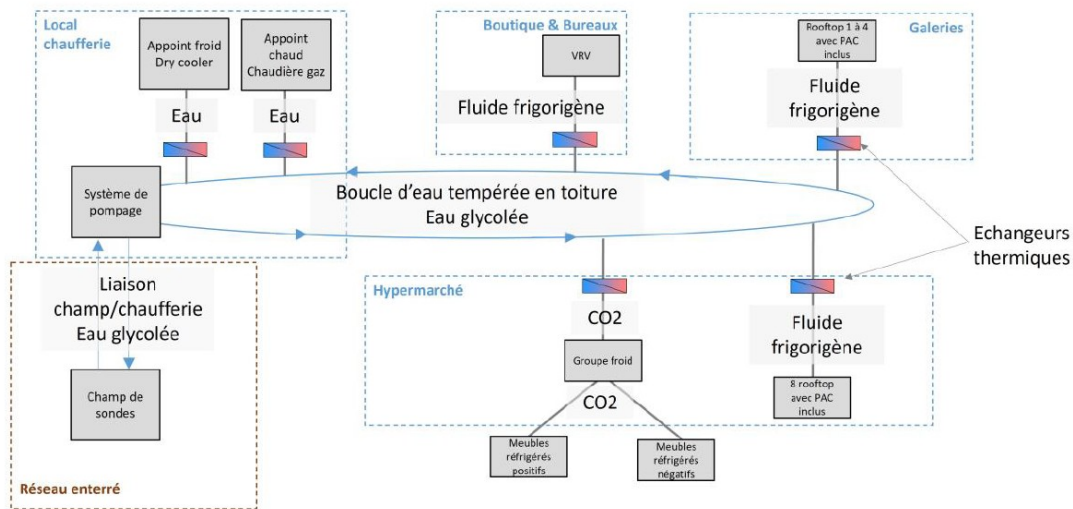 Local
chaufferie
Appoint froid
Dry cooler
Appoint
chaud
Chaudière gaz
Eau
Eau
Boutique & Bureaux
VRV
Fluide frigorigène
Rooftop 1 à 4
avec PAC
inclus
Galeries
Fluide
frigorigène
Système de
pompage
Boucle d'eau tempérée en toiture
Eau glycolée
Echangeurs
thermiques
Liaison
champ/chaufferie
Eau glycolée
Champ de
sondes
Réseau enterré
Hypermarché
CO2
Groupe froid
CO2
Meubles
réfrigérés
positifs
Meubles
réfrigérés
négatifs
Fluide
frigorigène
8 rooftop
avec PAC
inclus